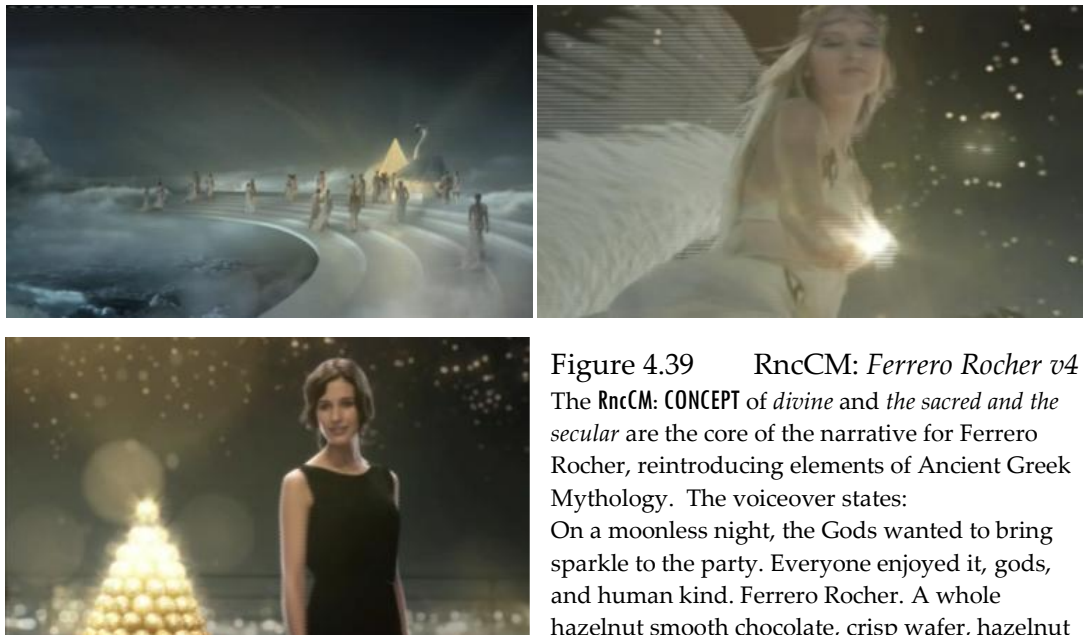 Figure 4.39 RncCM: Ferrero Rocher v4
The RncCM: CONCEPT of divine and the sacred and the
secular are the core of the narrative for Ferrero
Rocher, reintroducing elements of Ancient Greek
Mythology. The voiceover states:
On a moonless night, the Gods wanted to bring
sparkle to the party. Everyone enjoyed it, gods,
and human kind. Ferrero Rocher. A whole
hazelnut smooth chocolate, crisp wafer, hazelnut